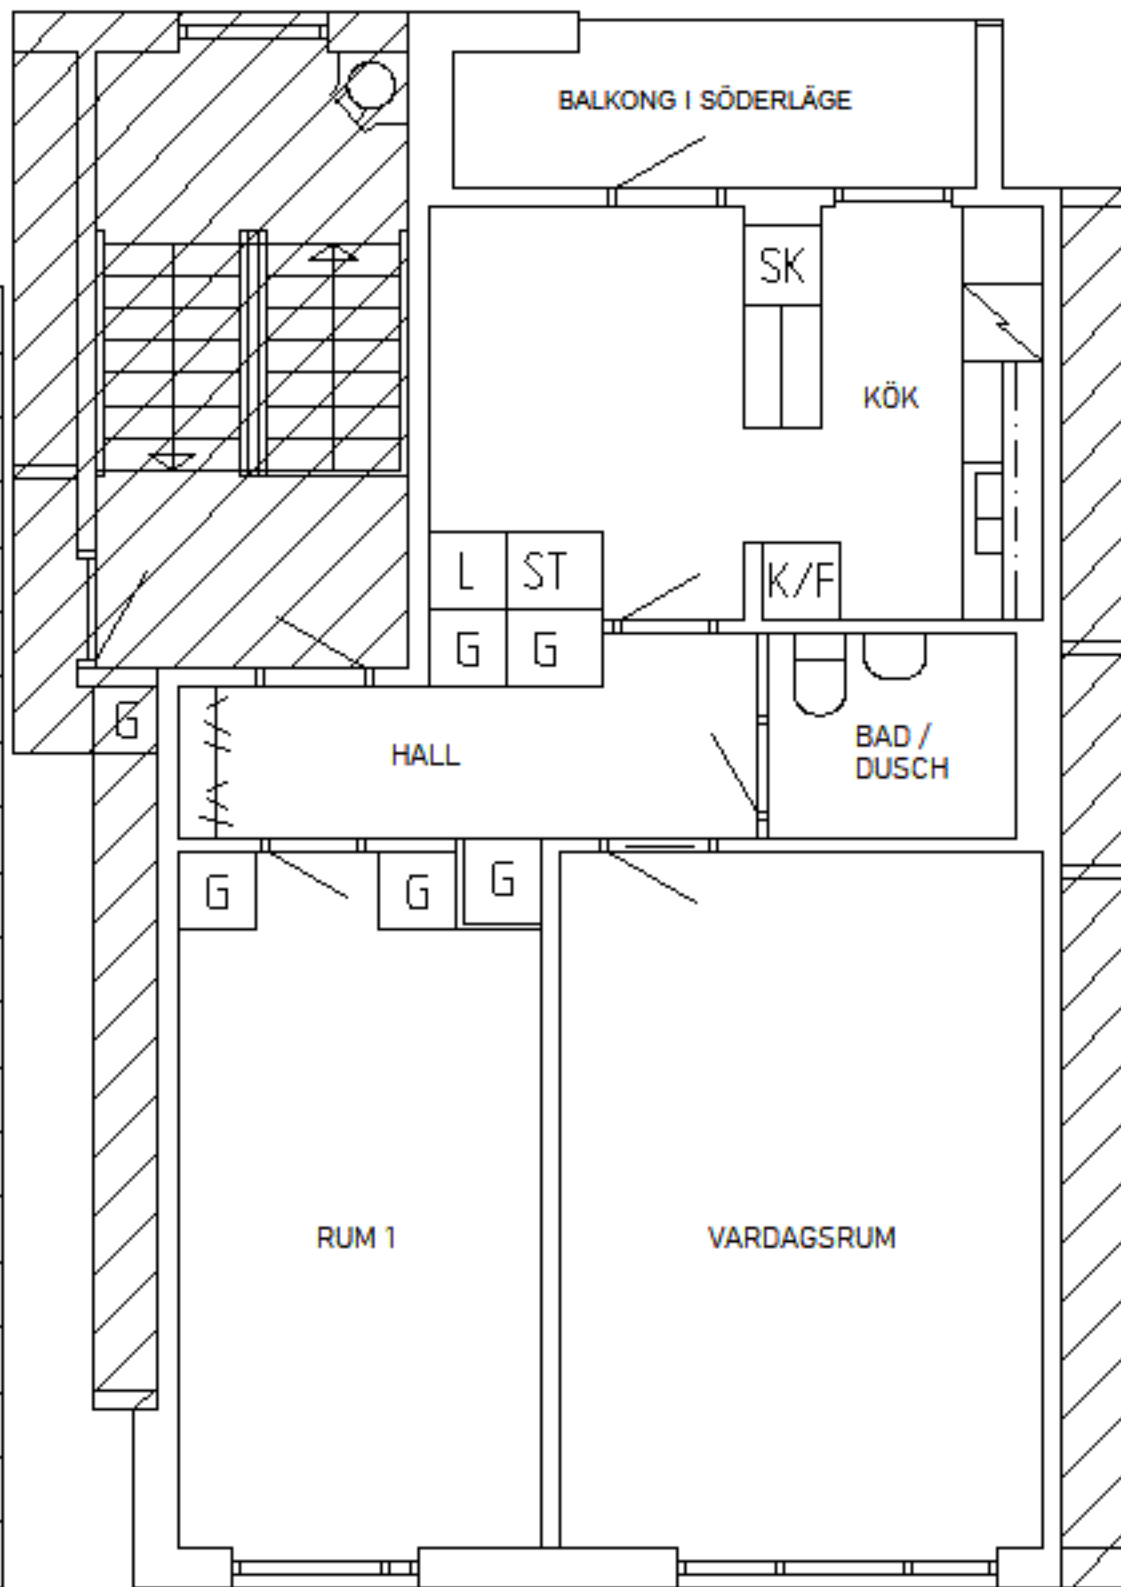 BALKONG I SÖDERLÄGE
SK
KÖK
L
ST
K/F
G
G
G
HALL
BAD /
DUSCH
G
G
G
RUM 1
VARDAGSRUM